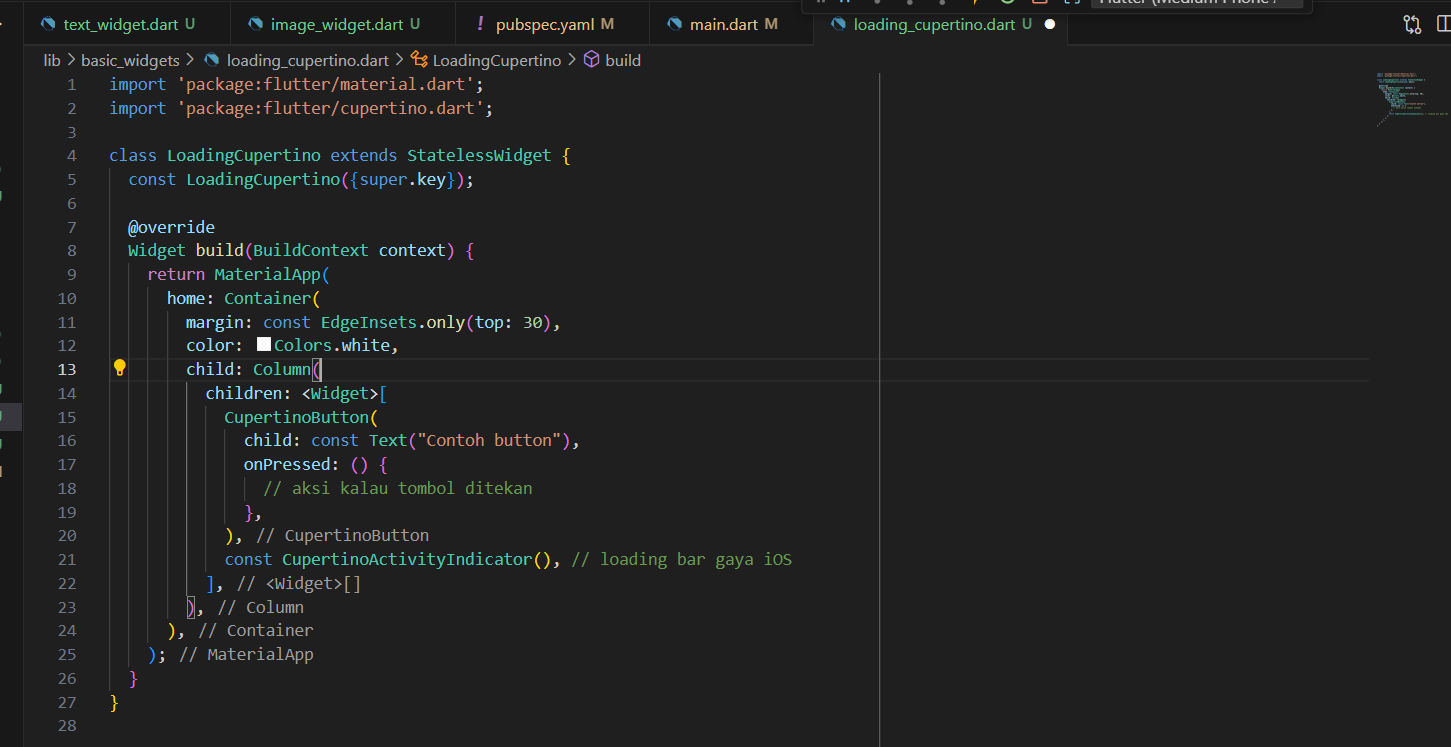 text_widget.dart U image_widget.dart U ! pubspec.yaml M main.dart M loading_cupertino.dart U
lib > basic_widgets > loading_cupertino.dart > LoadingCupertino > build
1 import 'package:flutter/material.dart';
2 import 'package:flutter/cupertino.dart';
3
4 class LoadingCupertino extends StatelessWidget {
5 const LoadingCupertino({super.key});
6
7 @override
8 Widget build(BuildContext context) {
9 return MaterialApp(
10 home: Container(
11 margin: const EdgeInsets.only(top: 30),
12 color: Colors.white,
13 child: Column(
14 children: <Widget>[
15 CupertinoButton(
16 child: const Text("Contoh button"),
17 onPressed: () {
18 // aksi kalau tombol ditekan
19 },
20 ), // CupertinoButton
21 const CupertinoActivityIndicator(), // loading bar gaya iOS
22 ], // <Widget>[]
23 ), // Column
24 ), // Container
25 ); // MaterialApp
26 }
27 }
28